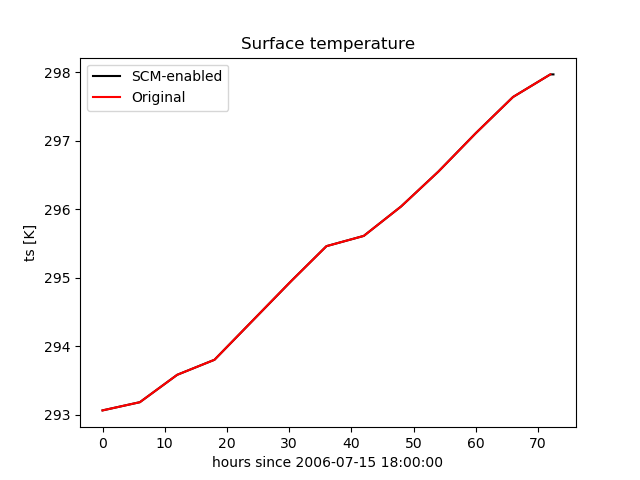 Surface temperature
SCM-enabled
Original
298
297
296
295
294
293
ts [K]
0 10 20 30 40 50 60 70
hours since 2006-07-15 18:00:00